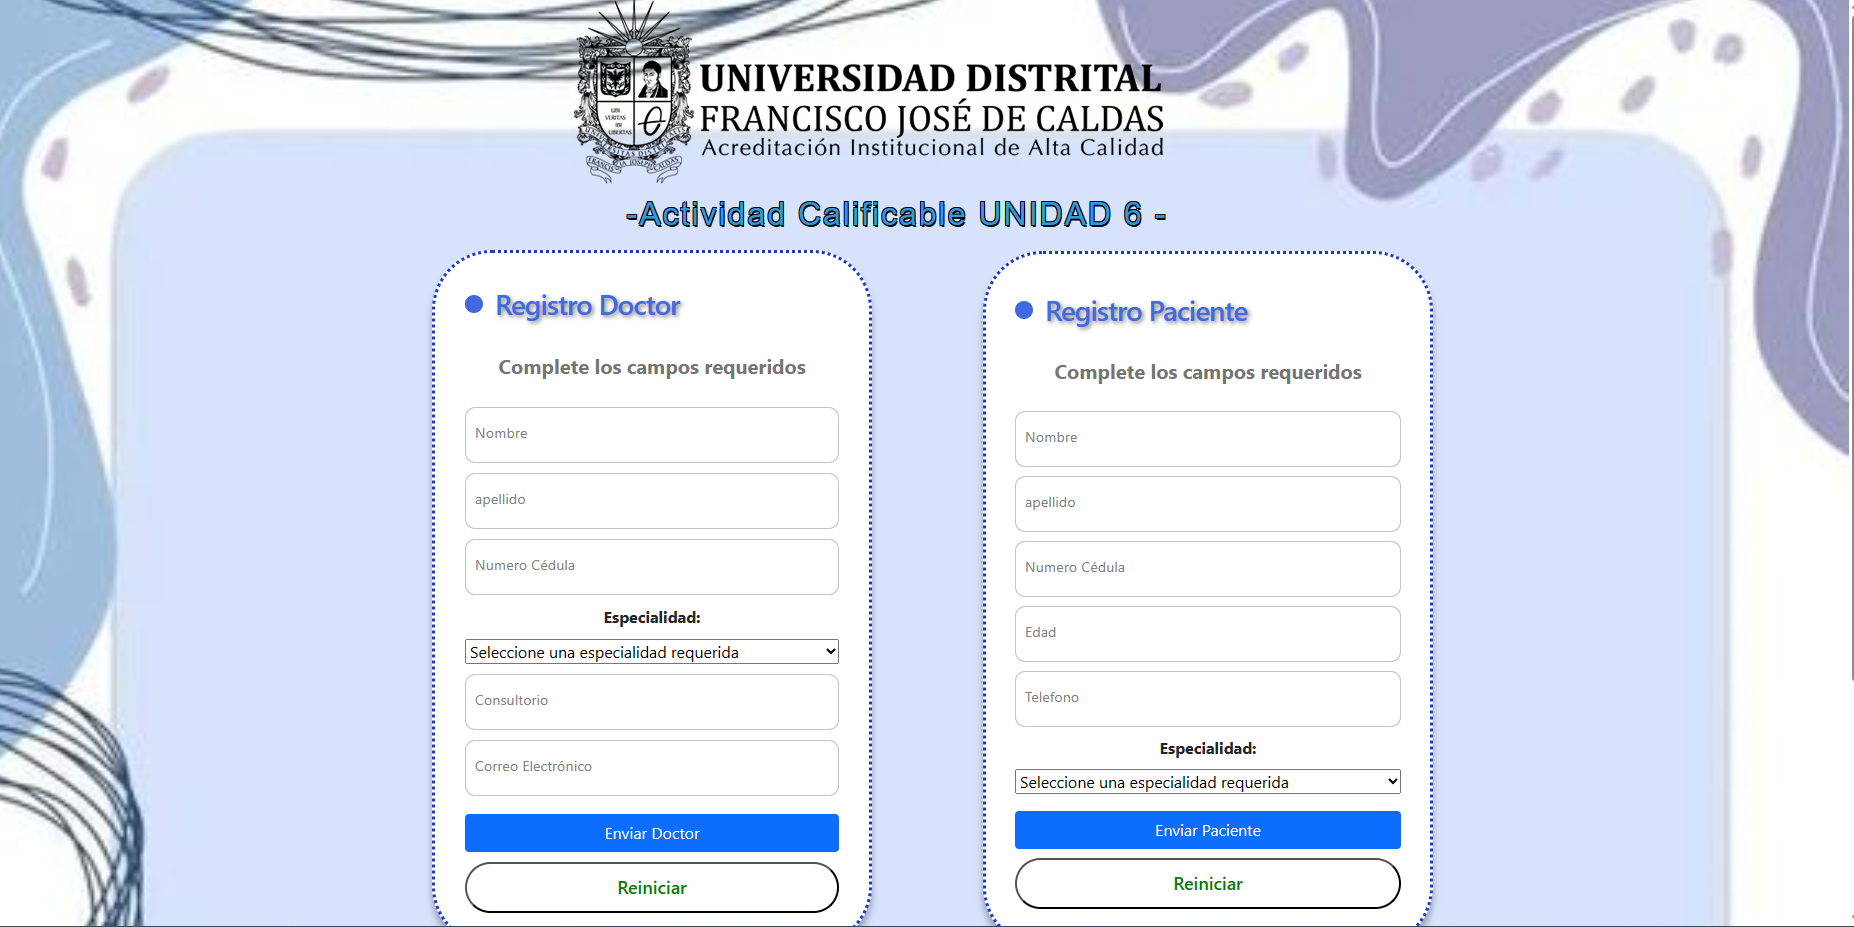 UNIVERSIDAD DISTRITAL
FRANCISCO JOSÉ DE CALDAS
Acreditación Institucional de Alta Calidad
-Actividad Calificable UNIDAD 6 -
Registro Doctor
Complete los campos requeridos
Nombre
apellido
Numero Cédula
Especialidad:
Seleccione una especialidad requerida
Consultorio
Correo Electrónico
Enviar Doctor
Reiniciar
Registro Paciente
Complete los campos requeridos
Nombre
apellido
Numero Cédula
Edad
Telefono
Especialidad:
Seleccione una especialidad requerida
Enviar Paciente
Reiniciar